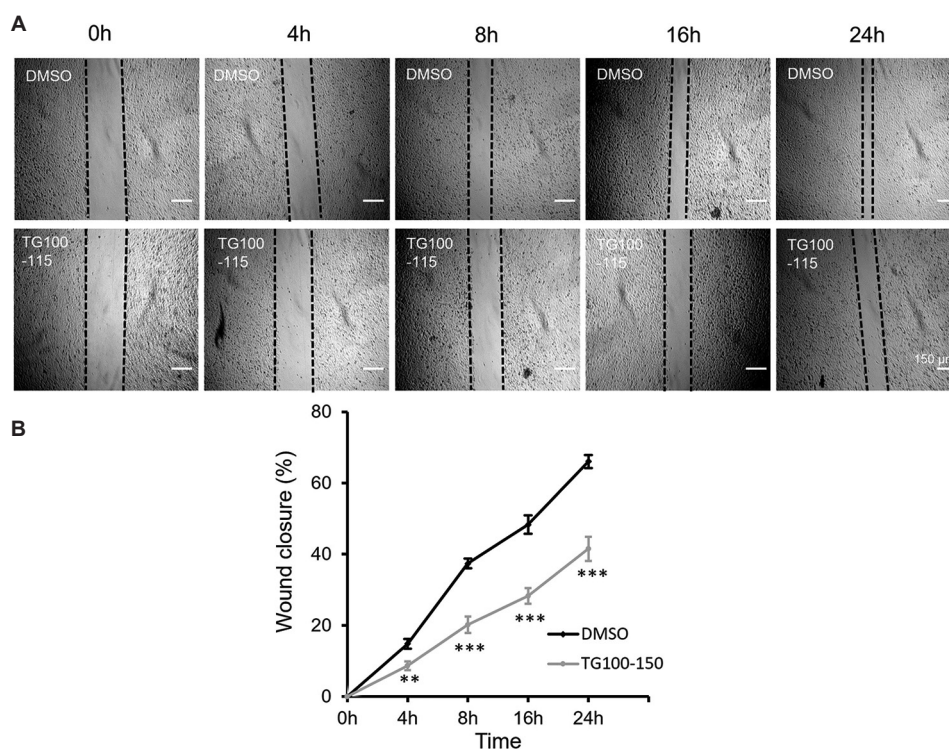 A
0h 4h 8h 16h 24h
DMSO DMSO DMSO DMSO DMSO
TG100 TG100 TG100 TG100 TG100
-115 -115 -115 -115 -115
150 µm
B
80
60
40
20
0
Wound closure (%)
** *** *** ***
DMSO
TG100-150
0h 4h 8h 16h 24h
Time